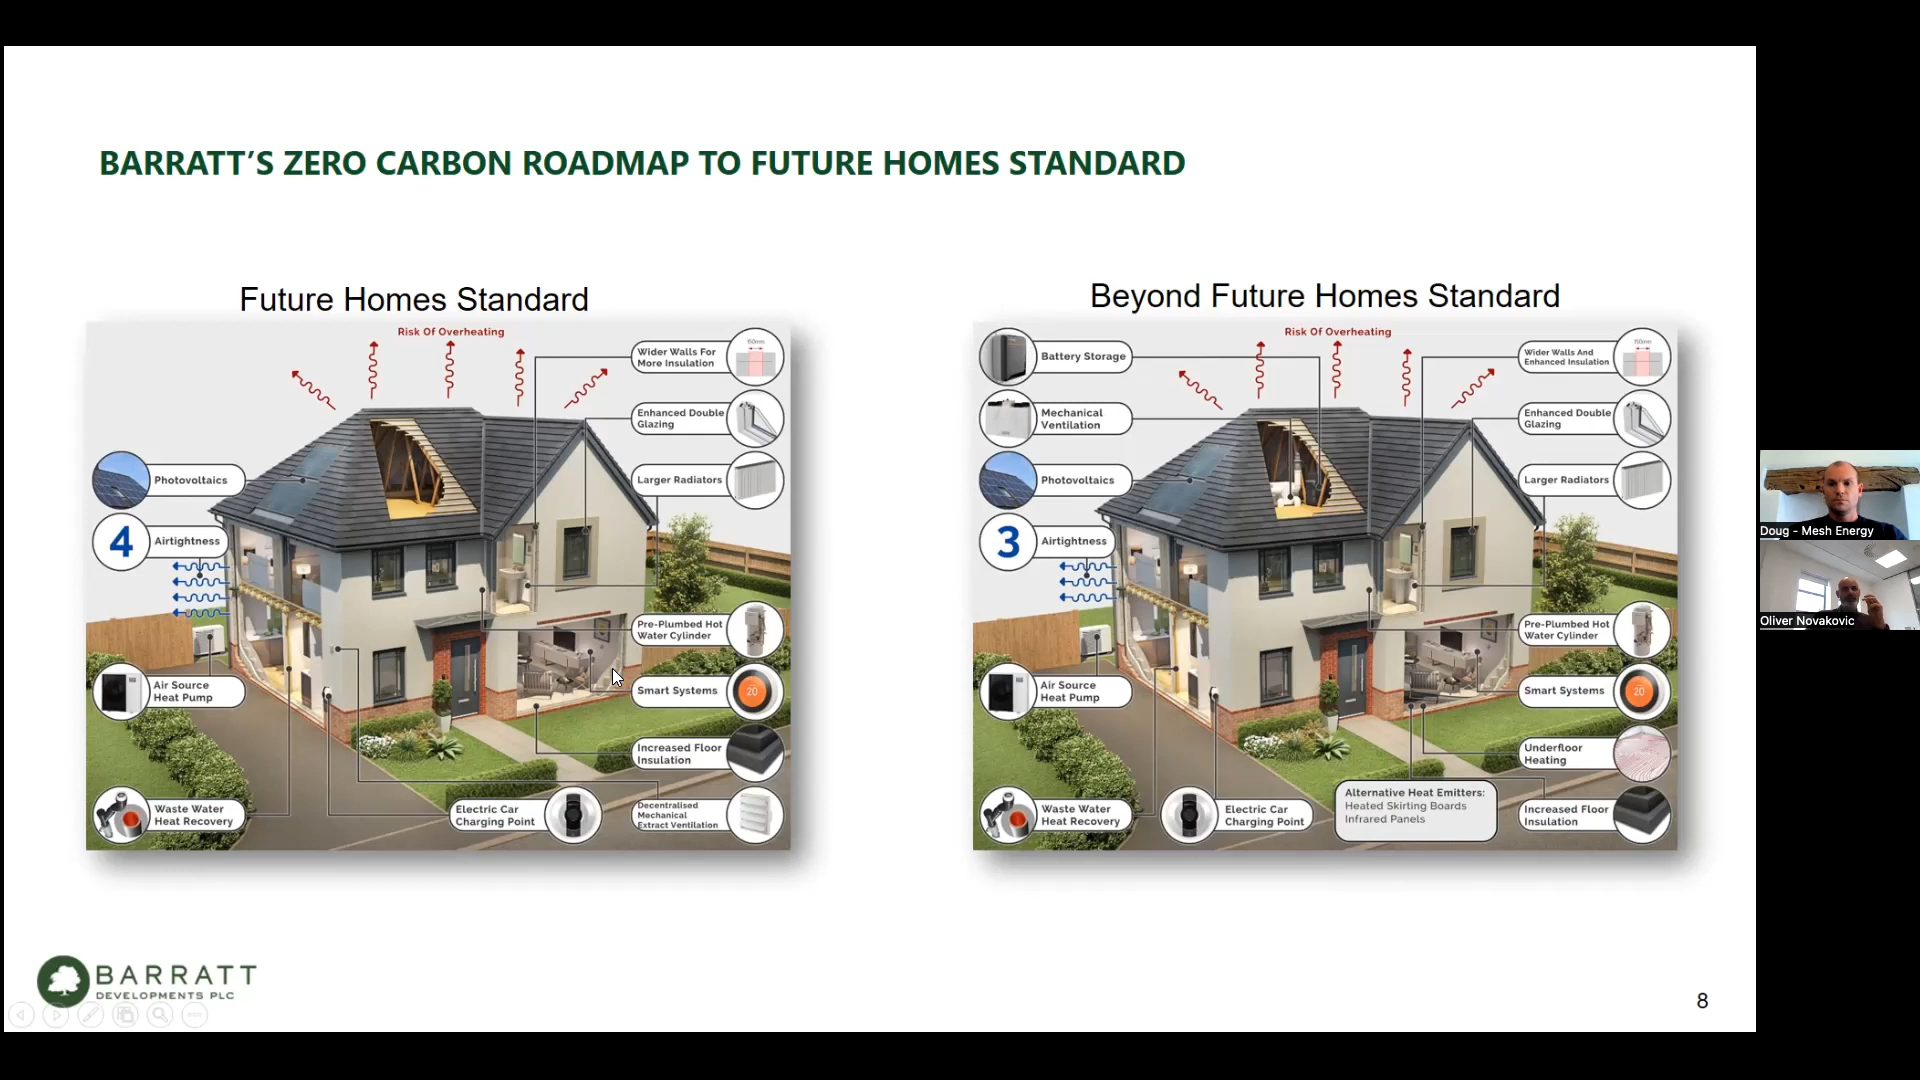 BARRATT'S ZERO CARBON ROADMAP TO FUTURE HOMES STANDARD
Future Homes Standard
Risk Of Overheating
Wider Walls For
More Insulation
150mm
Enhanced Double
Glazing
Photovoltaics
Larger Radiators
4
Airtightness
Pre-Plumbed Hot
Water Cylinder
Air Source
Heat Pump
Smart Systems
20
Increased Floor
Insulation
Waste Water
Heat Recovery
Electric Car
Charging Point
Decentralised
Mechanical
Extract Ventilation
Beyond Future Homes Standard
Risk Of Overheating
Battery Storage
Wider Walls And
Enhanced Insulation
150mm
Mechanical
Ventilation
Enhanced Double
Glazing
Photovoltaics
Larger Radiators
3
Airtightness
Pre-Plumbed Hot
Water Cylinder
Air Source
Heat Pump
Smart Systems
20
Underfloor
Heating
Waste Water
Heat Recovery
Electric Car
Charging Point
Alternative Heat Emitters:
Heated Skirting Boards
Infrared Panels
Increased Floor
Insulation
BARRATT
DEVELOPMENTS PLC
8
Doug - Mesh Energy
Oliver Novakovic